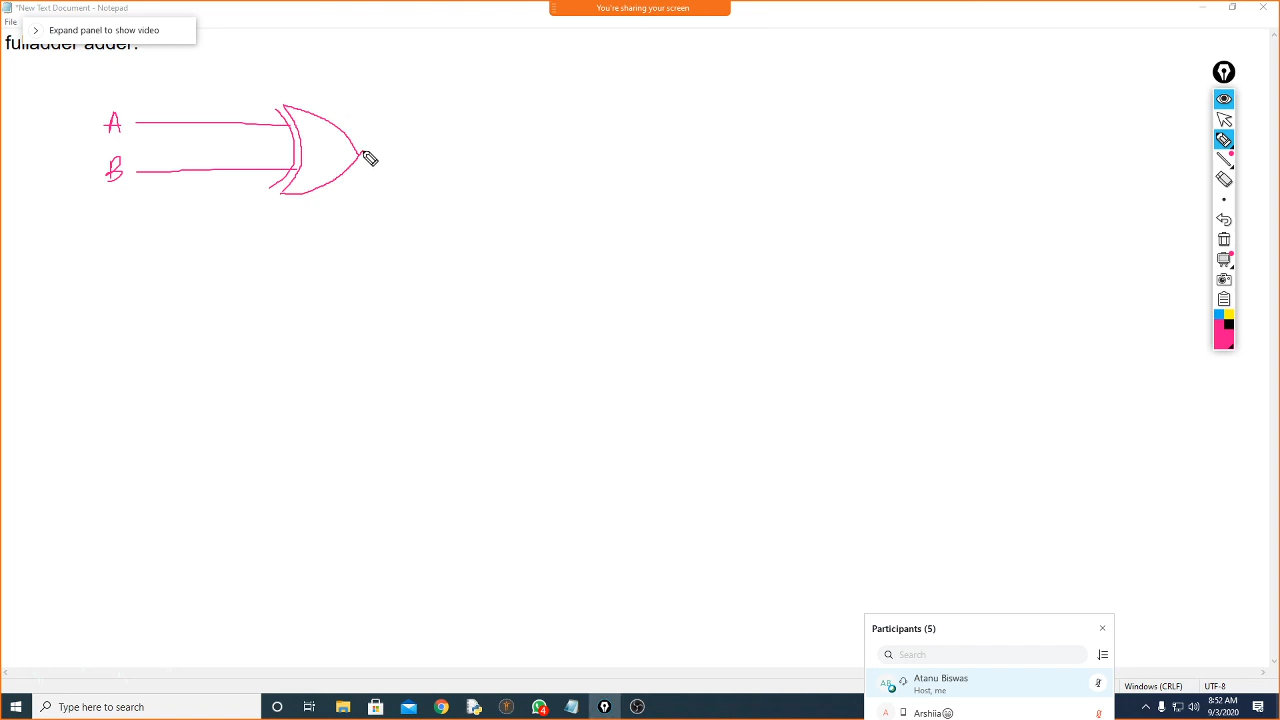 *New Text Document - Notepad
You're sharing your screen
File
Expand panel to show video
fulladder adder:
A
B
Participants (5)
Search
AB
Atanu Biswas
Host, me
A
Arshiia😀
Windows (CRLF)
UTF-8
Type here to search
4
8:52 AM
9/3/2020